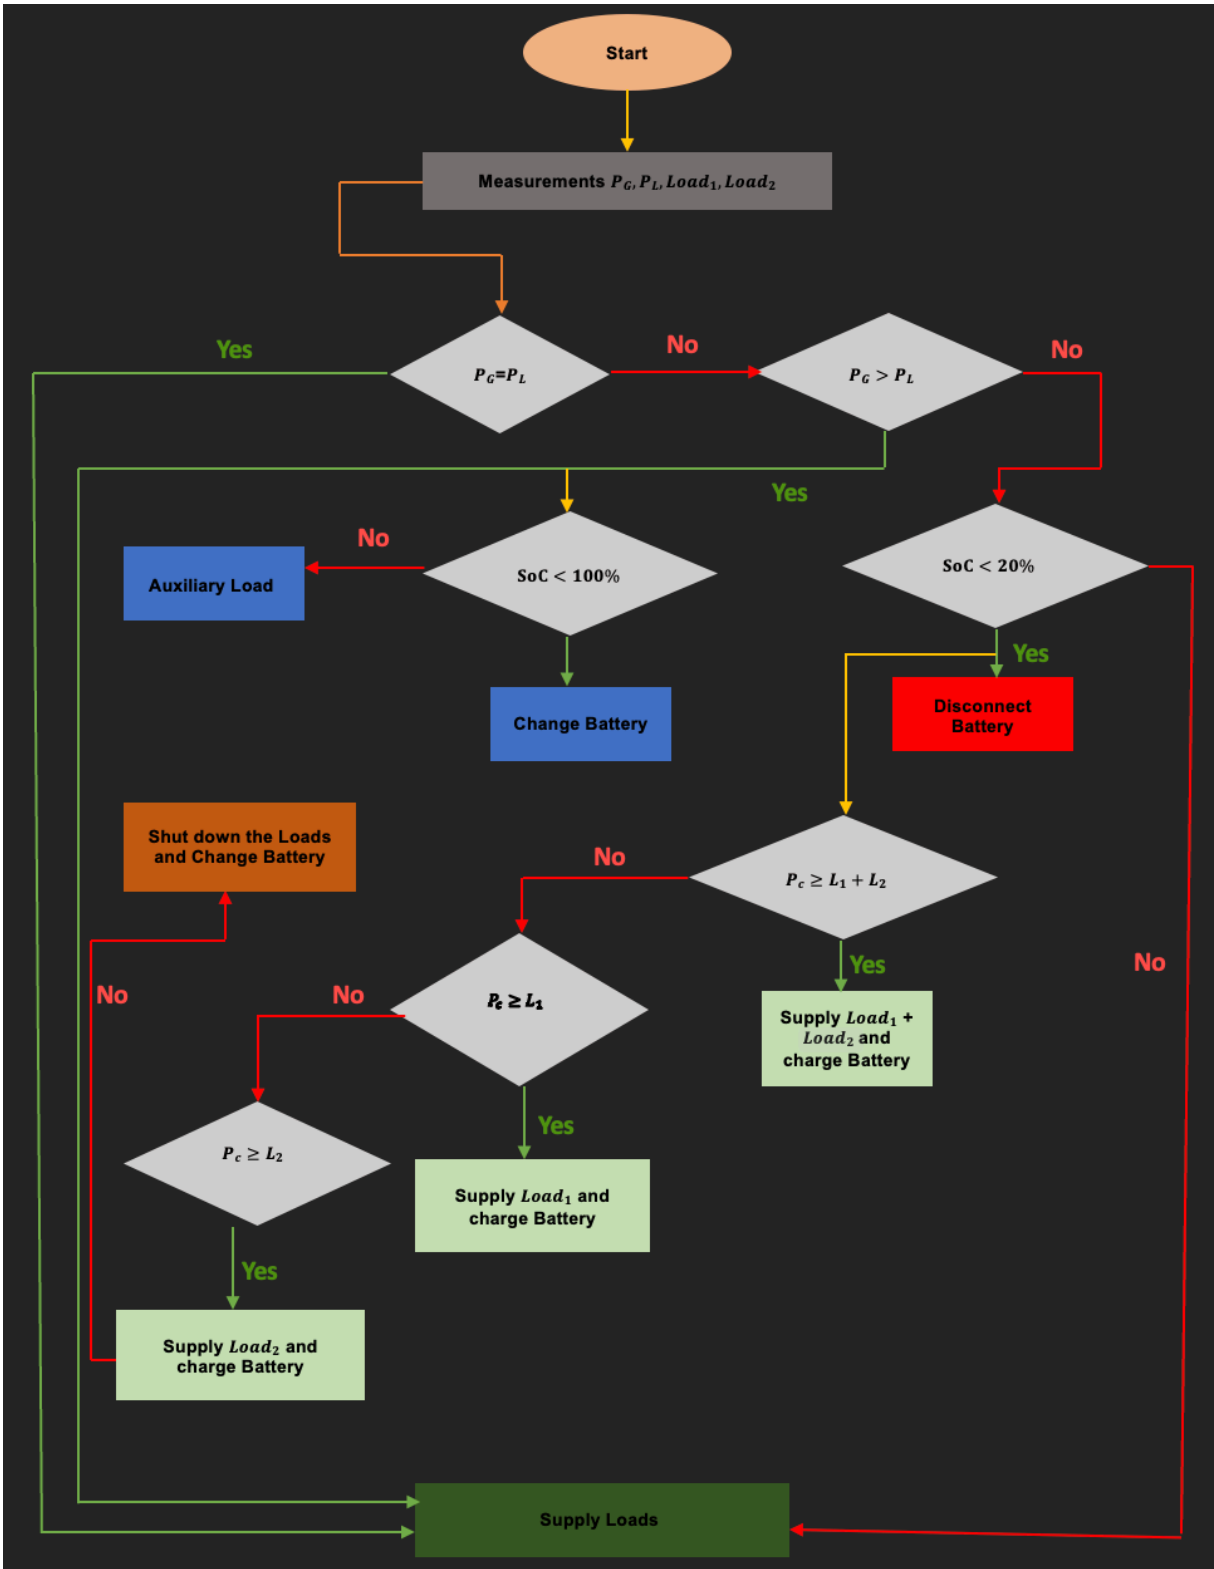 Start
Measurements P_G, P_L, Load_1, Load_2
Yes
P_G=P_L
No
P_G > P_L
No
Yes
SoC < 100%
No
Auxiliary Load
SoC < 20%
Yes
Change Battery
Disconnect
Battery
Shut down the Loads
and Change Battery
No
P_c ≥ L_1 + L_2
Yes
No
Supply Load_1 +
Load_2 and
charge Battery
P_c ≥ L_1
No
No
Yes
P_c ≥ L_2
Supply Load_1 and
charge Battery
Yes
Supply Load_2 and
charge Battery
Supply Loads